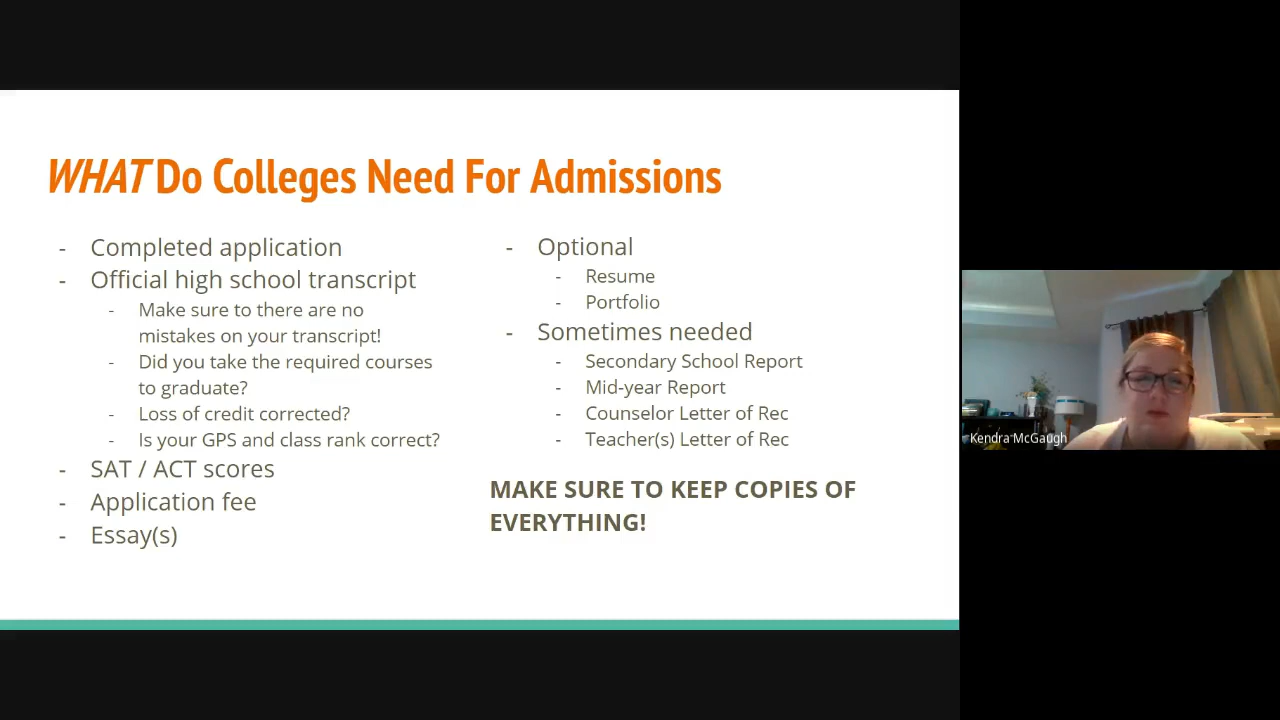 WHAT Do Colleges Need For Admissions
- Completed application
- Official high school transcript
- Make sure to there are no
mistakes on your transcript!
- Did you take the required courses
to graduate?
- Loss of credit corrected?
- Is your GPS and class rank correct?
- SAT / ACT scores
- Application fee
- Essay(s)
- Optional
- Resume
- Portfolio
- Sometimes needed
- Secondary School Report
- Mid-year Report
- Counselor Letter of Rec
- Teacher(s) Letter of Rec
MAKE SURE TO KEEP COPIES OF
EVERYTHING!
Kendra McGaugh